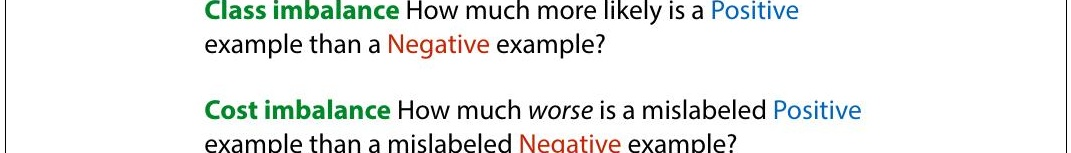 Class imbalance How much more likely is a Positive
example than a Negative example?
Cost imbalance How much worse is a mislabeled Positive
example than a mislabeled Negative example?